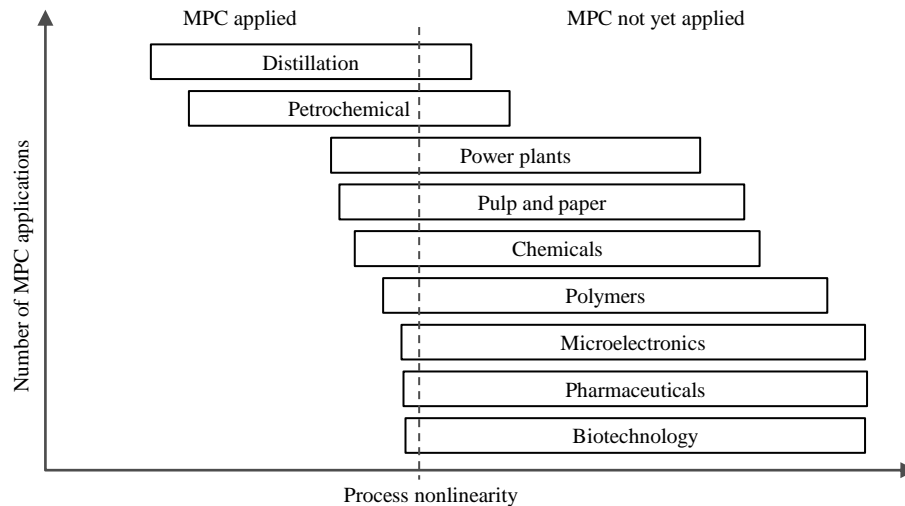 MPC applied
MPC not yet applied
Distillation
Petrochemical
Power plants
Pulp and paper
Chemicals
Polymers
Microelectronics
Pharmaceuticals
Biotechnology
Number of MPC applications
Process nonlinearity